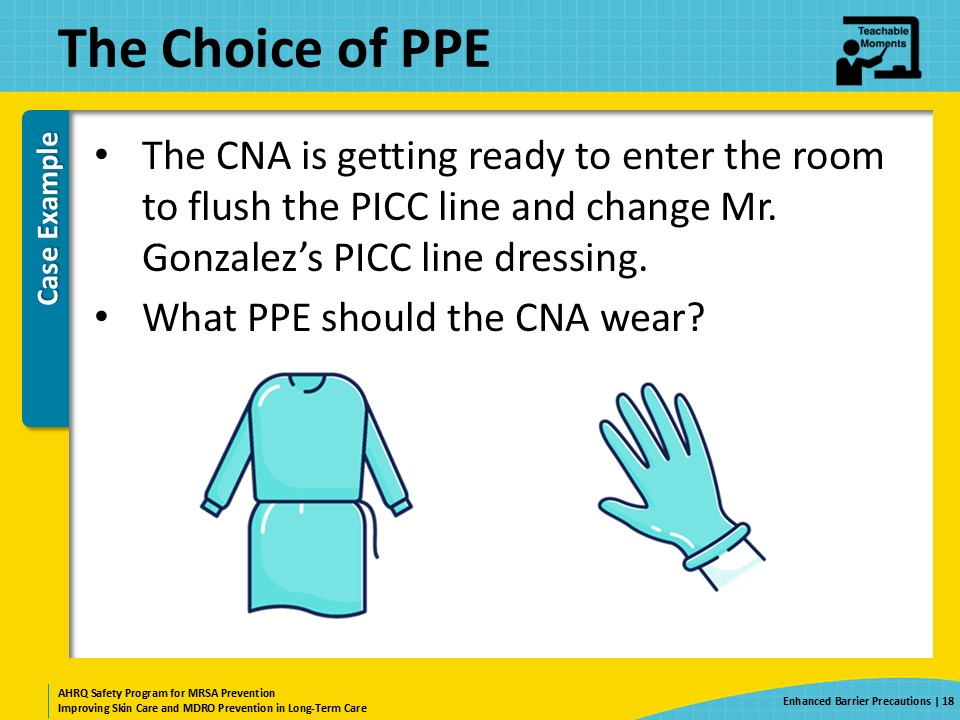 The Choice of PPE
Teachable
Moments
Case Example
• The CNA is getting ready to enter the room
to flush the PICC line and change Mr.
Gonzalez’s PICC line dressing.
• What PPE should the CNA wear?
AHRQ Safety Program for MRSA Prevention
Improving Skin Care and MDRO Prevention in Long-Term Care
Enhanced Barrier Precautions | 18